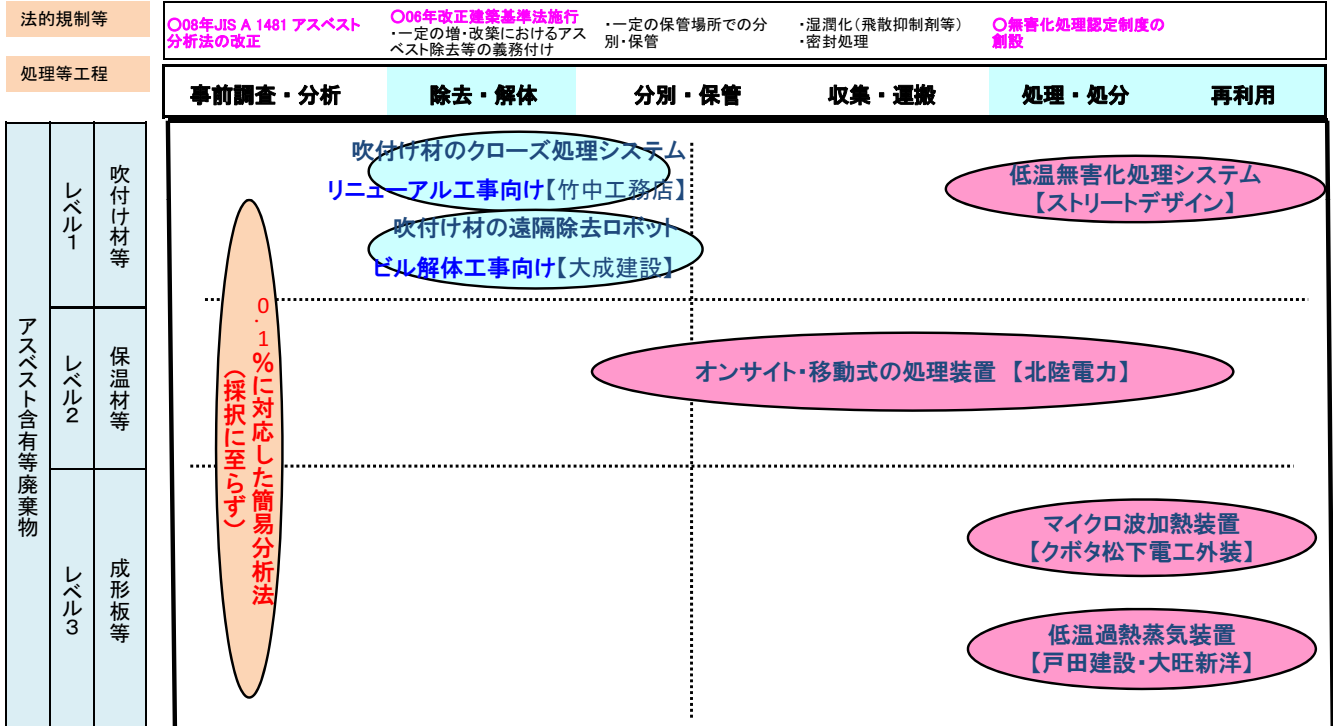 法的規制等
〇08年JIS A 1481 アスベスト
分析法の改正
〇06年改正建築基準法施行
・一定の増・改築におけるアス
ベスト除去等の義務付け
・一定の保管場所での分
別・保管
・湿潤化(飛散抑制剤等)
・密封処理
〇無害化処理認定制度の
創設
処理等工程
事前調査・分析
除去・解体
分別・保管
収集・運搬
処理・処分
再利用
アスベスト含有等廃棄物
レベル1
吹付け材等
吹付け材のクローズ処理システム
リニューアル工事向け【竹中工務店】
吹付け材の遠隔除去ロボット
ビル解体工事向け【大成建設】
低温無害化処理システム
【ストリートデザイン】
0.1%に対応した簡易分析法
(採択に至らず)
レベル2
保温材等
オンサイト・移動式の処理装置 【北陸電力】
レベル3
成形板等
マイクロ波加熱装置
【クボタ松下電工外装】
低温過熱蒸気装置
【戸田建設・大旺新洋】